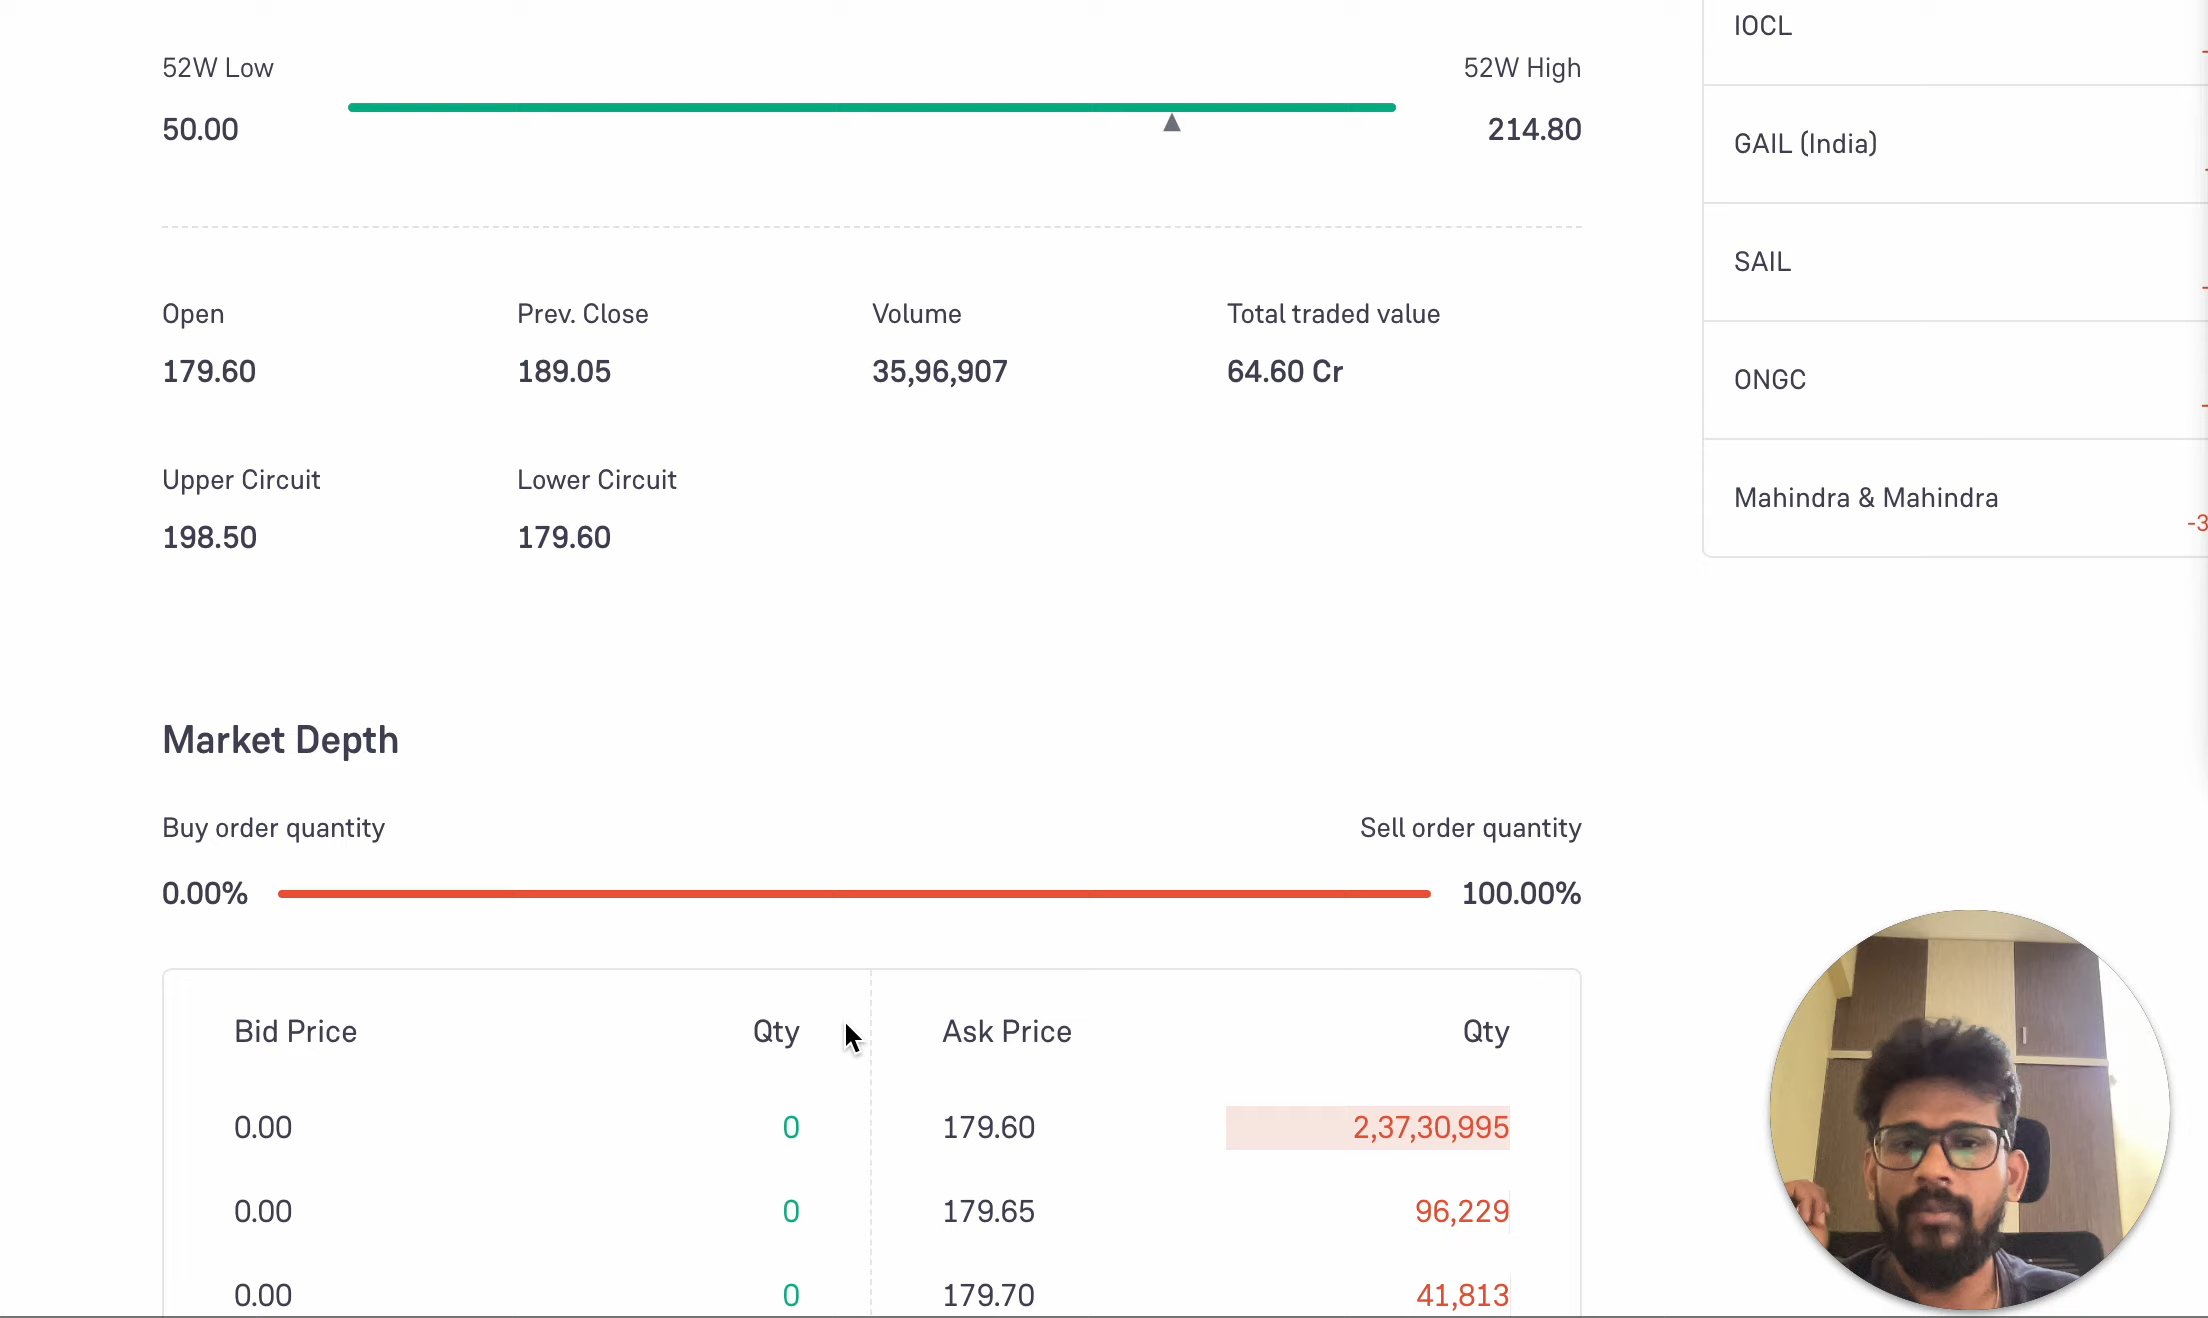 52W Low
52W High
50.00
214.80
Open
Prev. Close
Volume
Total traded value
179.60
189.05
35,96,907
64.60 Cr
Upper Circuit
Lower Circuit
198.50
179.60
Market Depth
Buy order quantity
Sell order quantity
0.00%
100.00%
Bid Price
Qty
Ask Price
Qty
0.00
0
179.60
2,37,30,995
0.00
0
179.65
96,229
0.00
0
179.70
41,813
IOCL
GAIL (India)
SAIL
ONGC
Mahindra & Mahindra
-3